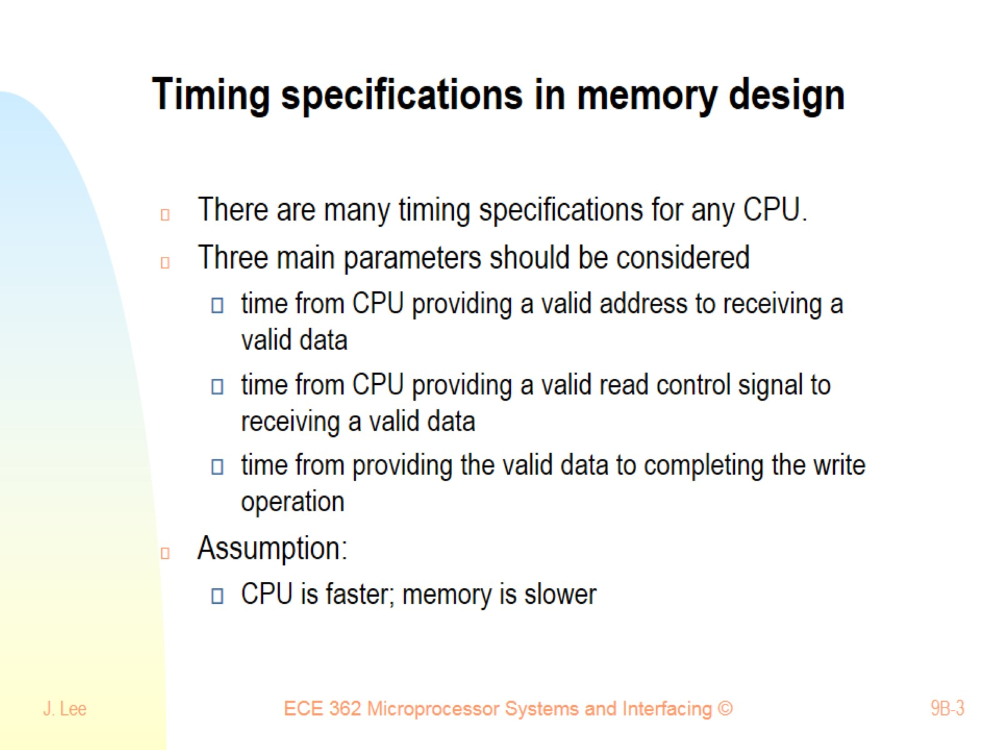 Timing specifications in memory design
There are many timing specifications for any CPU.
Three main parameters should be considered
time from CPU providing a valid address to receiving a
valid data
time from CPU providing a valid read control signal to
receiving a valid data
time from providing the valid data to completing the write
operation
Assumption:
CPU is faster; memory is slower
J. Lee
ECE 362 Microprocessor Systems and Interfacing ©
9B-3